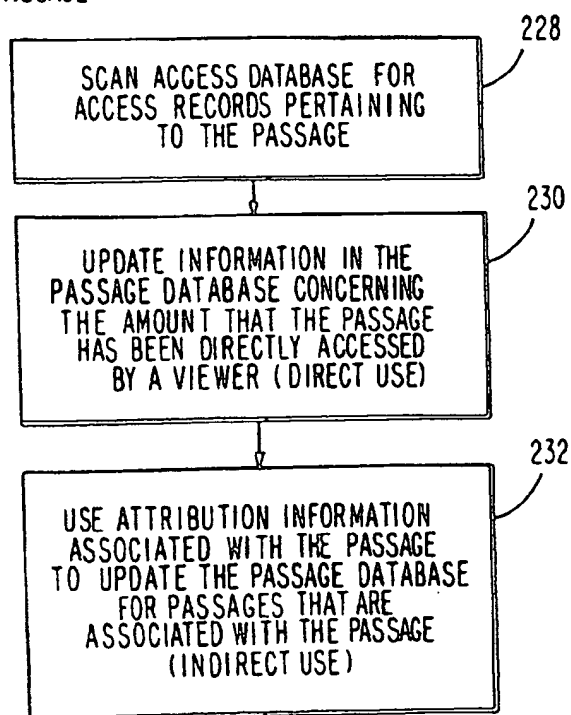 228
SCAN ACCESS DATABASE FOR
ACCESS RECORDS PERTAINING
TO THE PASSAGE
230
UPDATE INFORMATION IN THE
PASSAGE DATABASE CONCERNING
THE AMOUNT THAT THE PASSAGE
HAS BEEN DIRECTLY ACCESSED
BY A VIEWER (DIRECT USE)
232
USE ATTRIBUTION INFORMATION
ASSOCIATED WITH THE PASSAGE
TO UPDATE THE PASSAGE DATABASE
FOR PASSAGES THAT ARE
ASSOCIATED WITH THE PASSAGE
(INDIRECT USE)